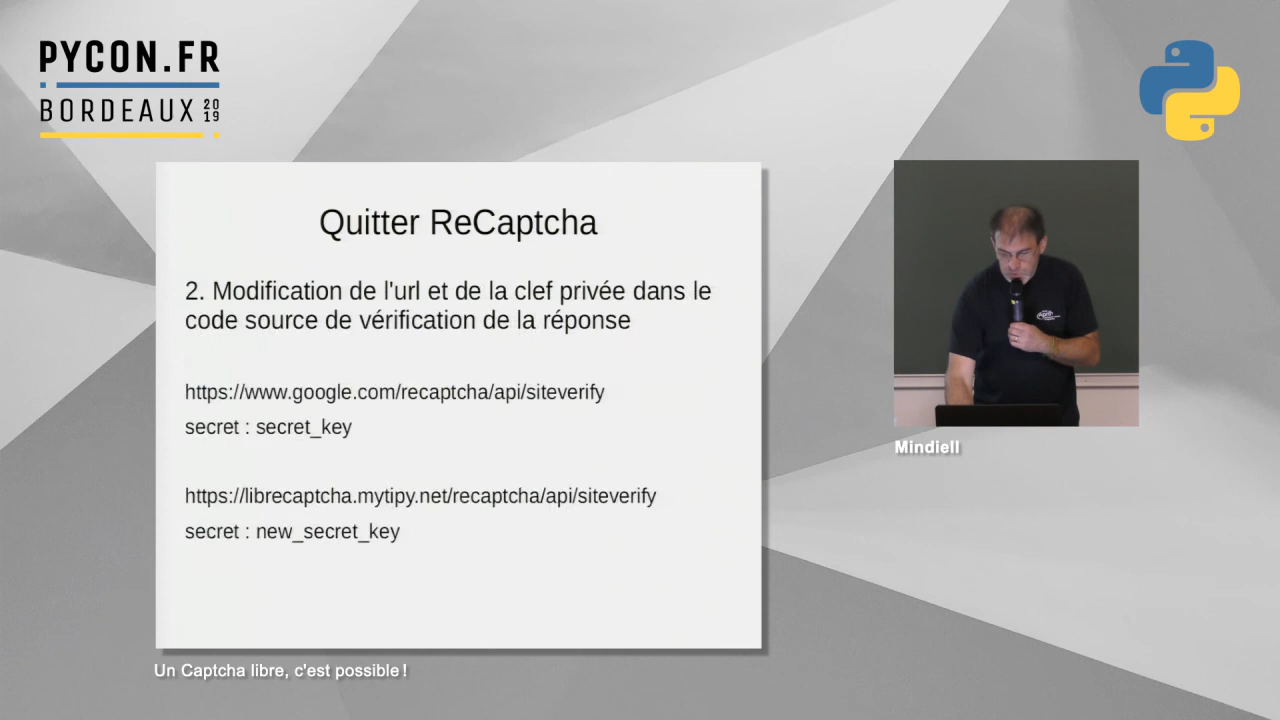 PYCON.FR
BORDEAUX 2019
Quitter ReCaptcha
2. Modification de l'url et de la clef privée dans le
code source de vérification de la réponse
https://www.google.com/recaptcha/api/siteverify
secret : secret_key
https://librecaptcha.mytipy.net/recaptcha/api/siteverify
secret : new_secret_key
Mindiell
Un Captcha libre, c'est possible !